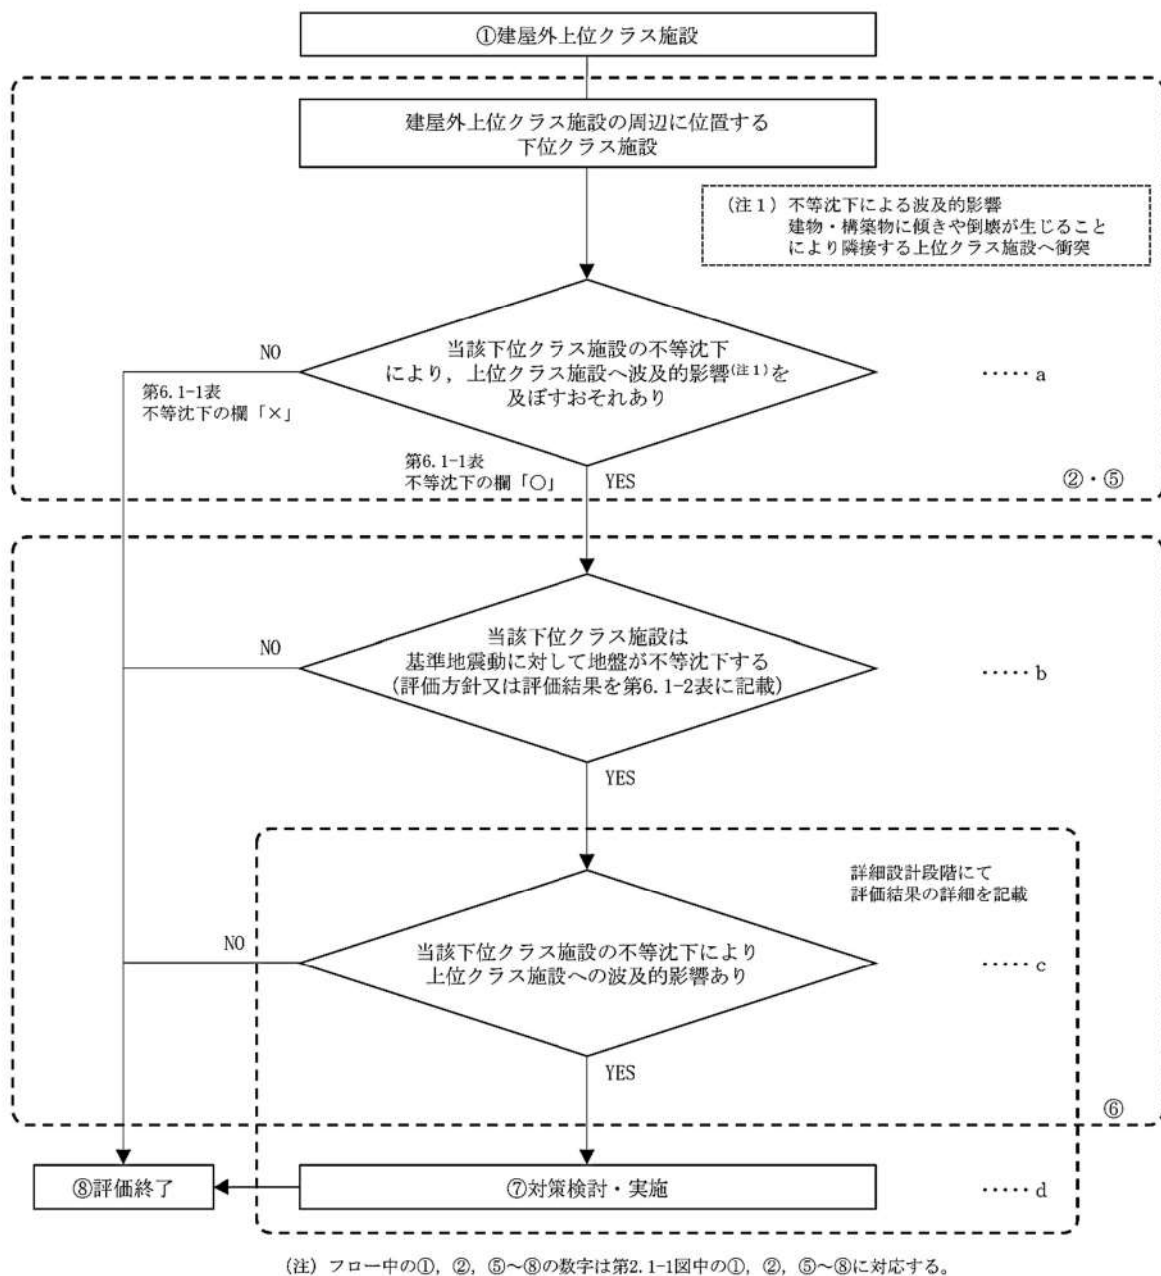 ①建屋外上位クラス施設
建屋外上位クラス施設の周辺に位置する
下位クラス施設
(注1) 不等沈下による波及的影響
建物・構築物に傾きや倒壊が生じること
により隣接する上位クラス施設へ衝突
当該下位クラス施設の不等沈下
により，上位クラス施設へ波及的影響(注1)を
及ぼすおそれあり
NO
‥‥‥a
第6.1-1表
不等沈下の欄「×」
第6.1-1表
不等沈下の欄「○」
YES
②・⑤
当該下位クラス施設は
基準地震動に対して地盤が不等沈下する
(評価方針又は評価結果を第6.1-2表に記載)
NO
‥‥‥b
YES
詳細設計段階にて
評価結果の詳細を記載
当該下位クラス施設の不等沈下により
上位クラス施設への波及的影響あり
NO
‥‥‥c
YES
⑥
⑧評価終了
⑦対策検討・実施
‥‥‥d
(注) フロー中の①，②，⑤～⑧の数字は第2.1-1図中の①，②，⑤～⑧に対応する。